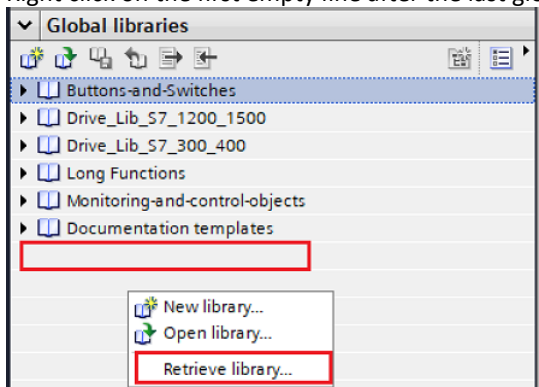 Right click on the first empty line after the last glo
Global libraries
Buttons-and-Switches
Drive_Lib_S7_1200_1500
Drive_Lib_S7_300_400
Long Functions
Monitoring-and-control-objects
Documentation templates
New library...
Open library...
Retrieve library...